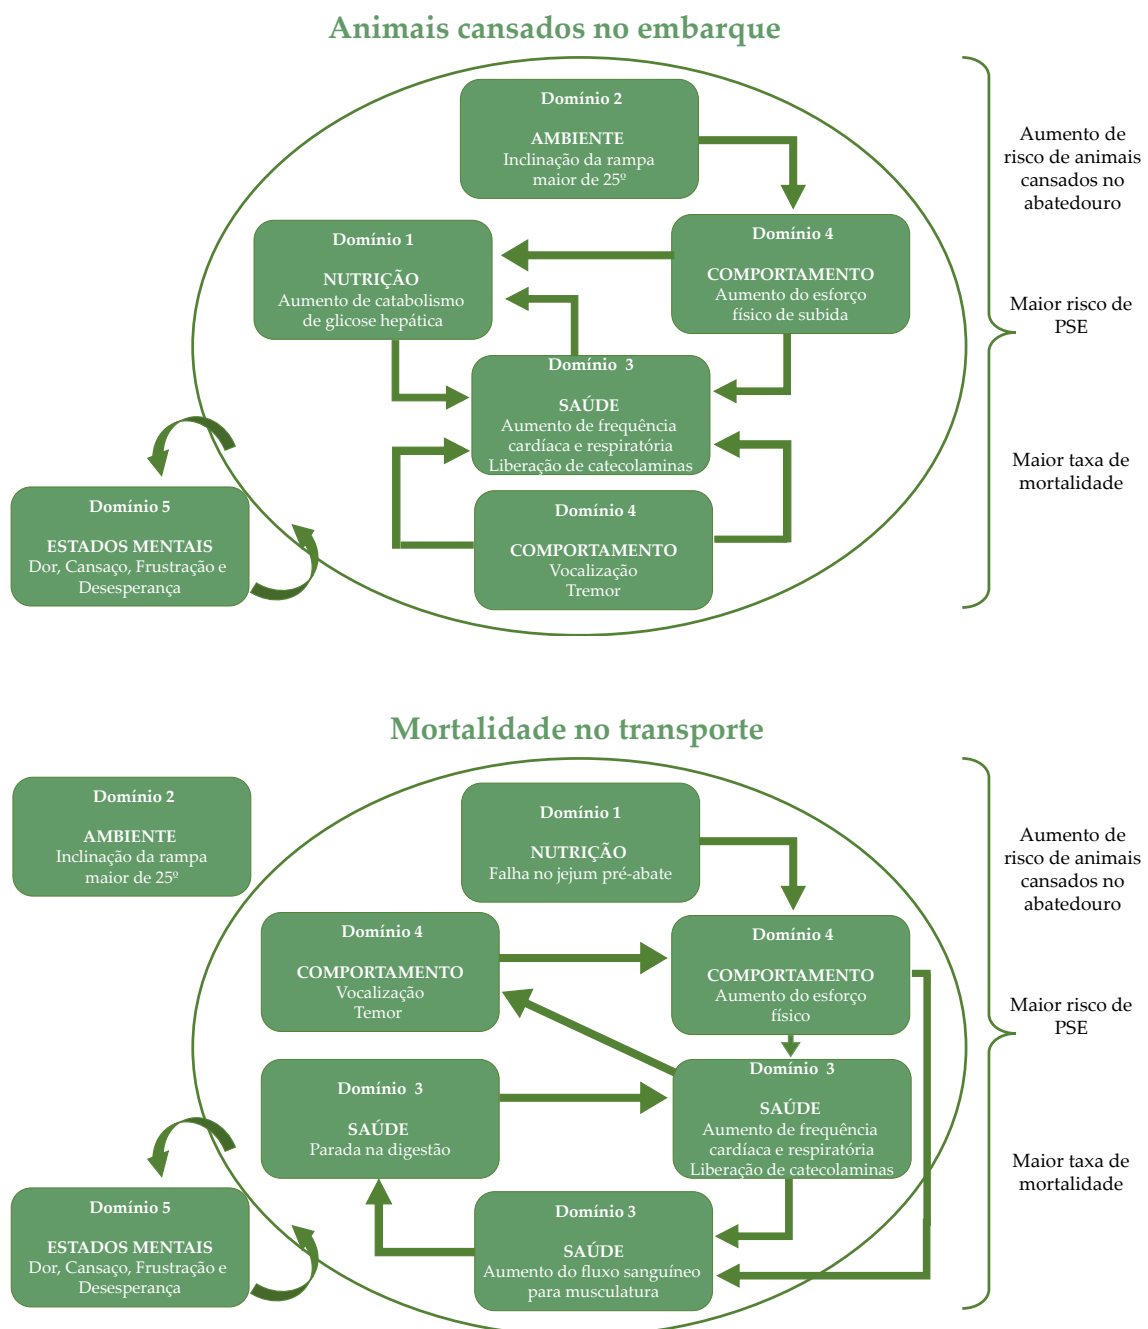 Animais cansados no embarque
Domínio 2
AMBIENTE
Inclinação da rampa
maior de 25º
Domínio 1
NUTRIÇÃO
Aumento de catabolismo
de glicose hepática
Domínio 4
COMPORTAMENTO
Aumento do esforço
físico de subida
Domínio 3
SAÚDE
Aumento de frequência
cardíaca e respiratória
Liberação de catecolaminas
Domínio 4
COMPORTAMENTO
Vocalização
Tremor
Domínio 5
ESTADOS MENTAIS
Dor, Cansaço, Frustração e
Desesperança
Aumento de
risco de animais
cansados no
abatedouro
Maior risco de
PSE
Maior taxa de
mortalidade
Mortalidade no transporte
Domínio 2
AMBIENTE
Inclinação da rampa
maior de 25º
Domínio 1
NUTRIÇÃO
Falha no jejum pré-abate
Domínio 4
COMPORTAMENTO
Vocalização
Temor
Domínio 4
COMPORTAMENTO
Aumento do esforço
físico
Domínio 3
SAÚDE
Parada na digestão
Domínio 3
SAÚDE
Aumento de frequência
cardíaca e respiratória
Liberação de catecolaminas
Domínio 3
SAÚDE
Aumento do fluxo sanguíneo
para musculatura
Domínio 5
ESTADOS MENTAIS
Dor, Cansaço, Frustração e
Desesperança
Aumento de
risco de animais
cansados no
abatedouro
Maior risco de
PSE
Maior taxa de
mortalidade